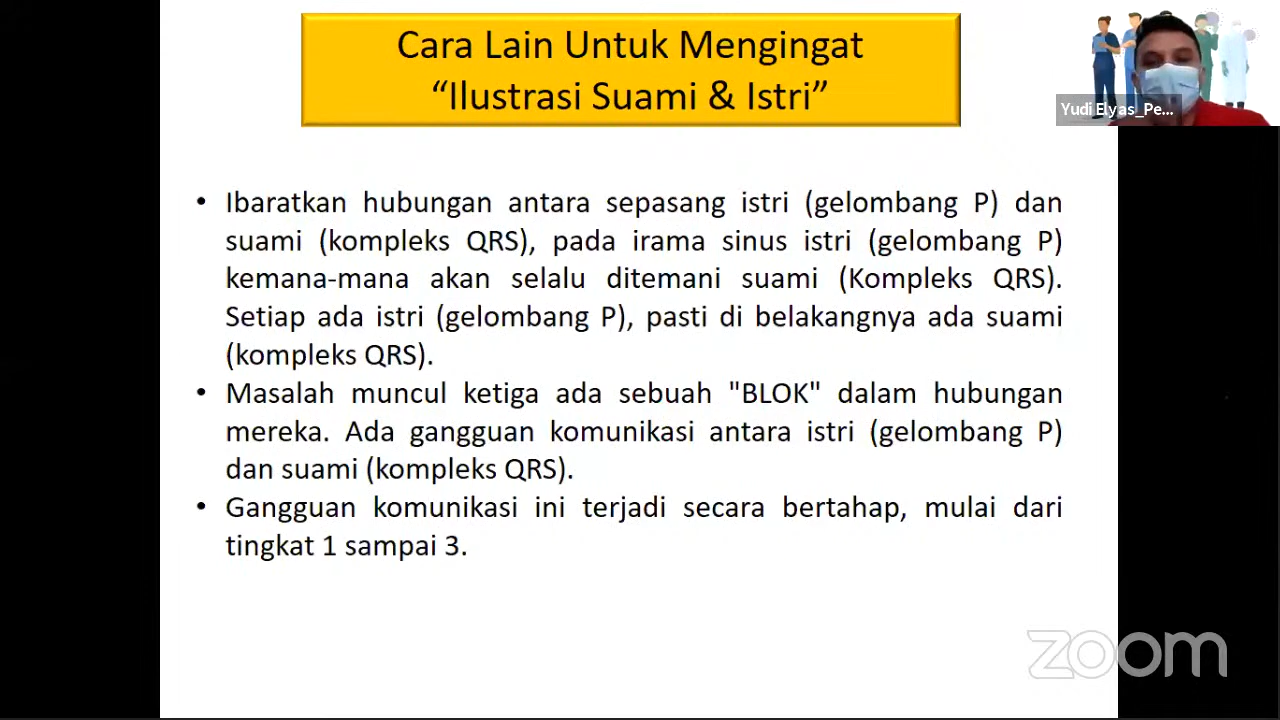 Cara Lain Untuk Mengingat
“Ilustrasi Suami & Istri”
Yudi Elyas_Pe...
• Ibaratkan hubungan antara sepasang istri (gelombang P) dan
suami (kompleks QRS), pada irama sinus istri (gelombang P)
kemana-mana akan selalu ditemani suami (Kompleks QRS).
Setiap ada istri (gelombang P), pasti di belakangnya ada suami
(kompleks QRS).
• Masalah muncul ketiga ada sebuah "BLOK" dalam hubungan
mereka. Ada gangguan komunikasi antara istri (gelombang P)
dan suami (kompleks QRS).
• Gangguan komunikasi ini terjadi secara bertahap, mulai dari
tingkat 1 sampai 3.
zoom